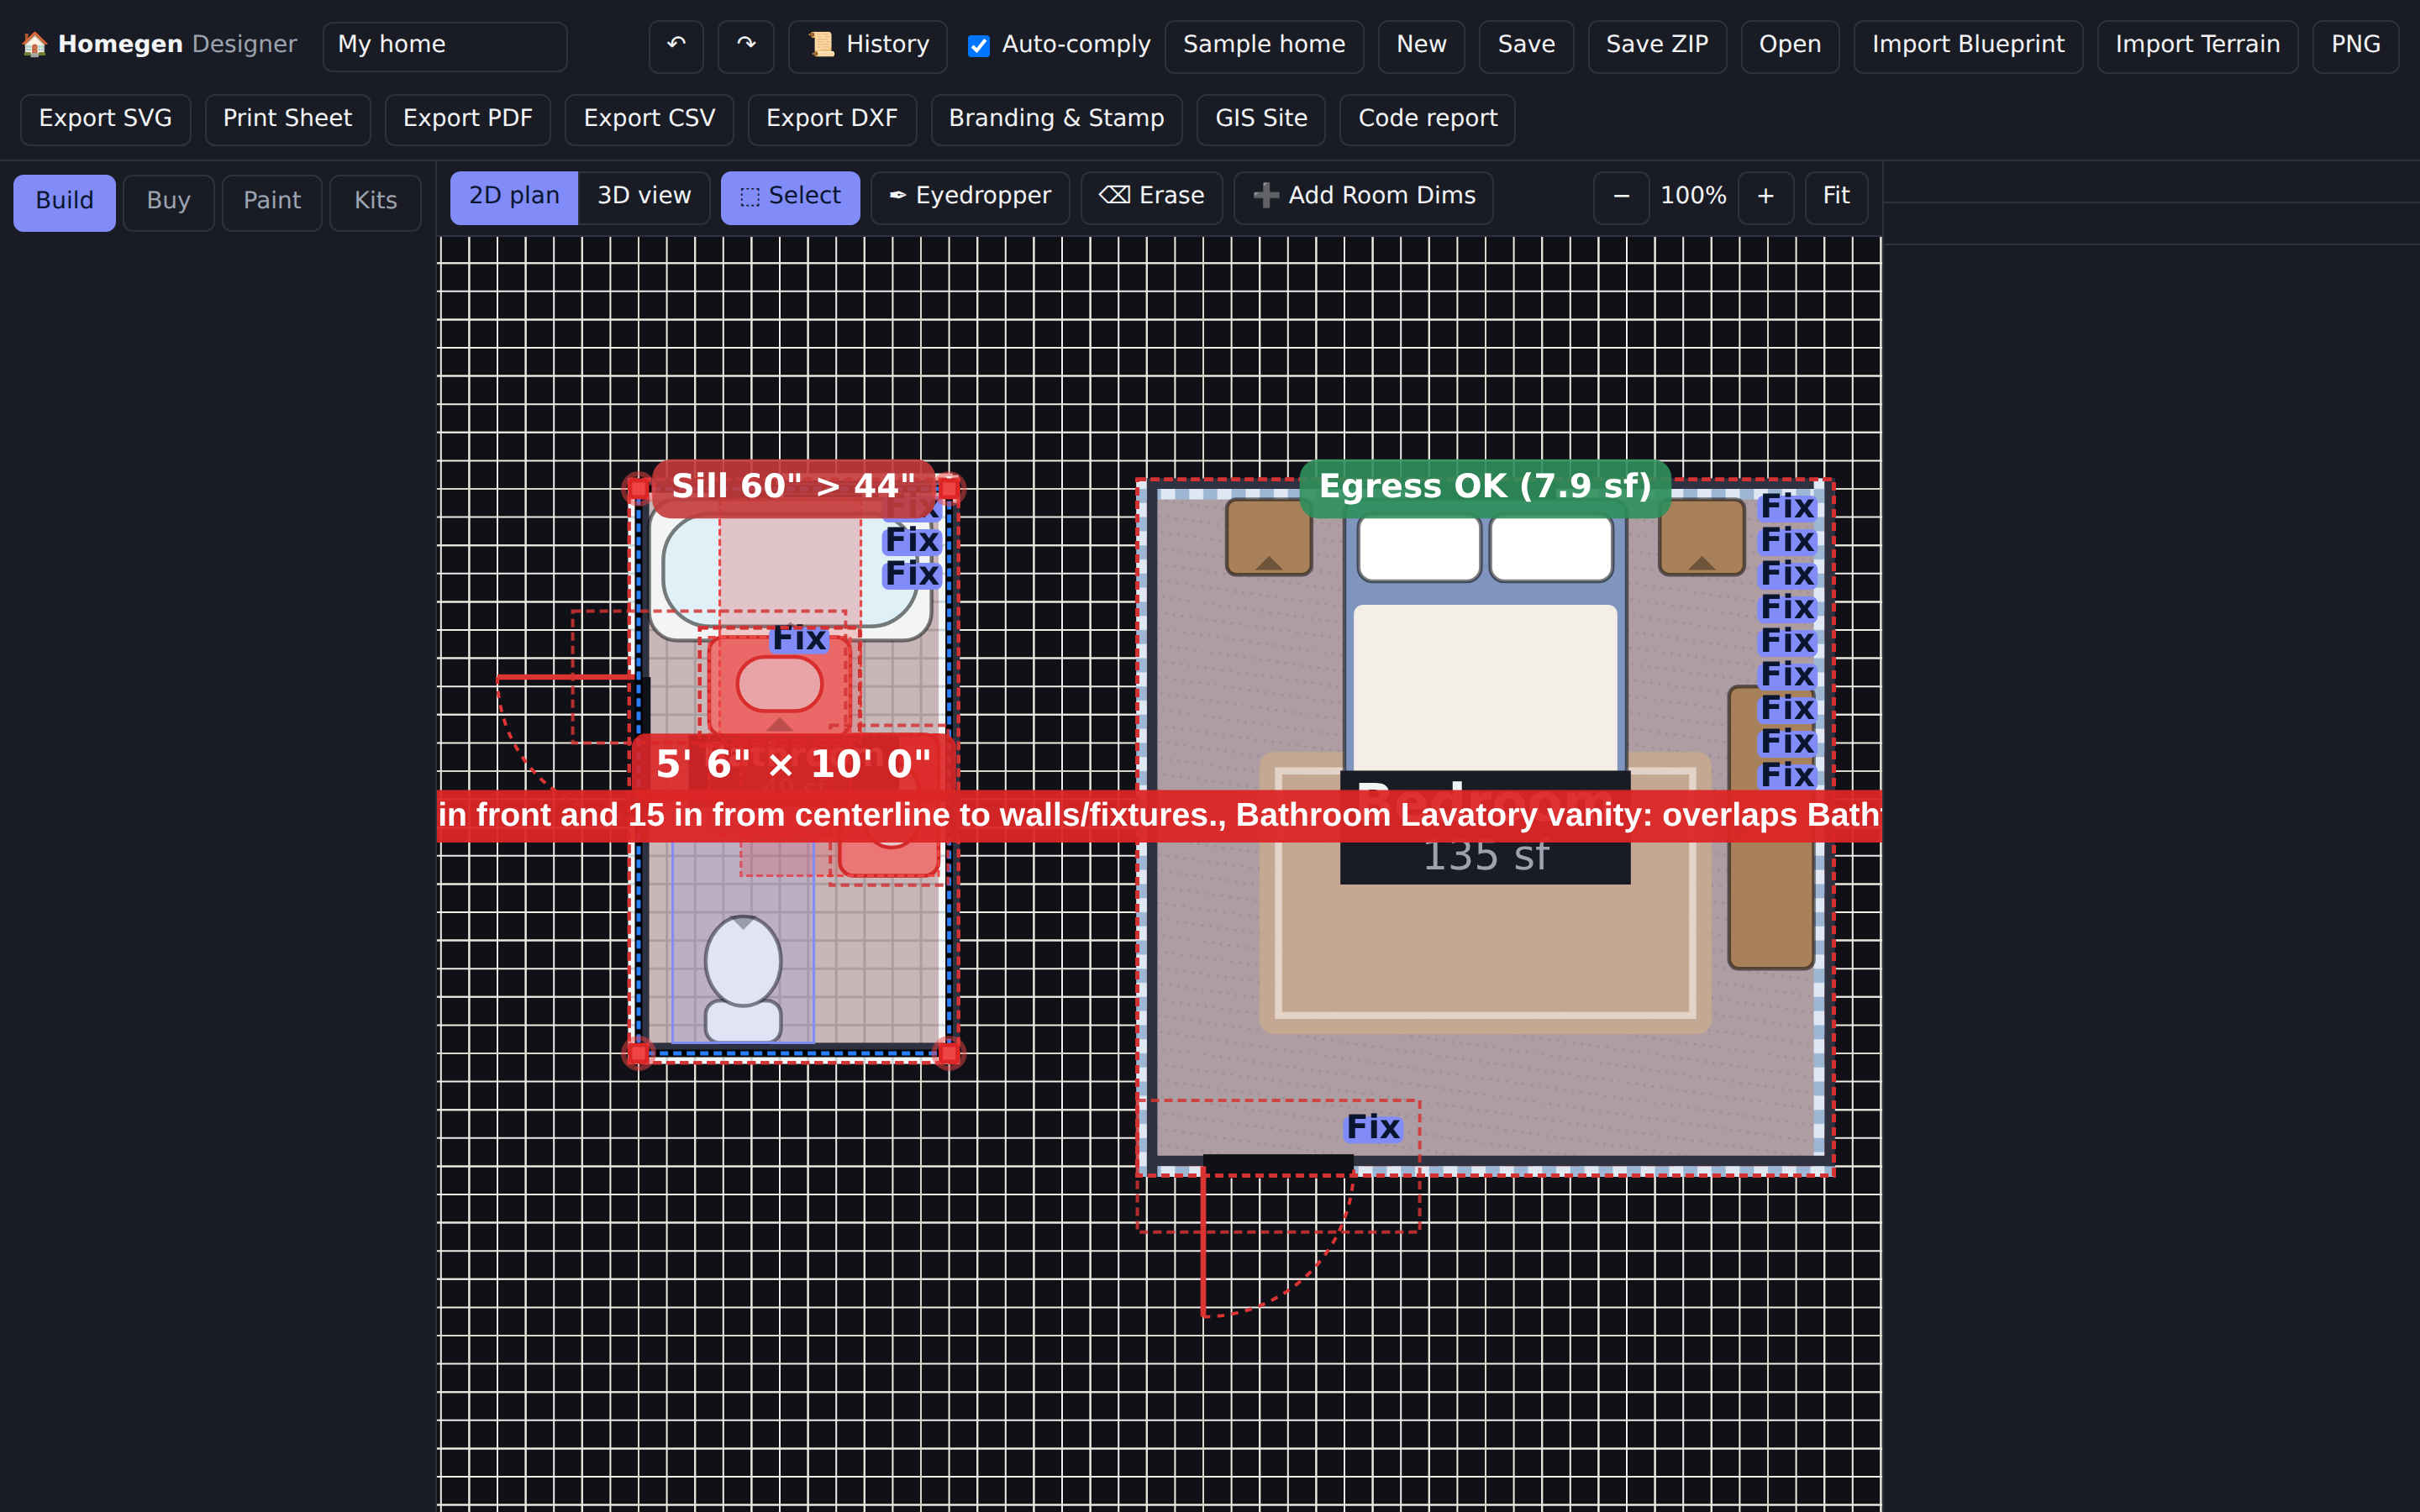 🏠 Homegen Designer My home ↶ ↷ 📜 History Auto-comply Sample home New Save Save ZIP Open Import Blueprint Import Terrain PNG
Export SVG Print Sheet Export PDF Export CSV Export DXF Branding & Stamp GIS Site Code report
Build Buy Paint Kits
2D plan 3D view Select Eyedropper Erase ➕ Add Room Dims − 100% + Fit
Sill 60" > 44"
Egress OK (7.9 sf)
Fix
Fix
Fix
Fix
5' 6" × 10' 0"
Fix
Fix
Fix
Fix
Fix
Fix
Fix
Fix
Fix
Bedroom
in front and 15 in from centerline to walls/fixtures., Bathroom Lavatory vanity: overlaps Bath
135 sf
Fix